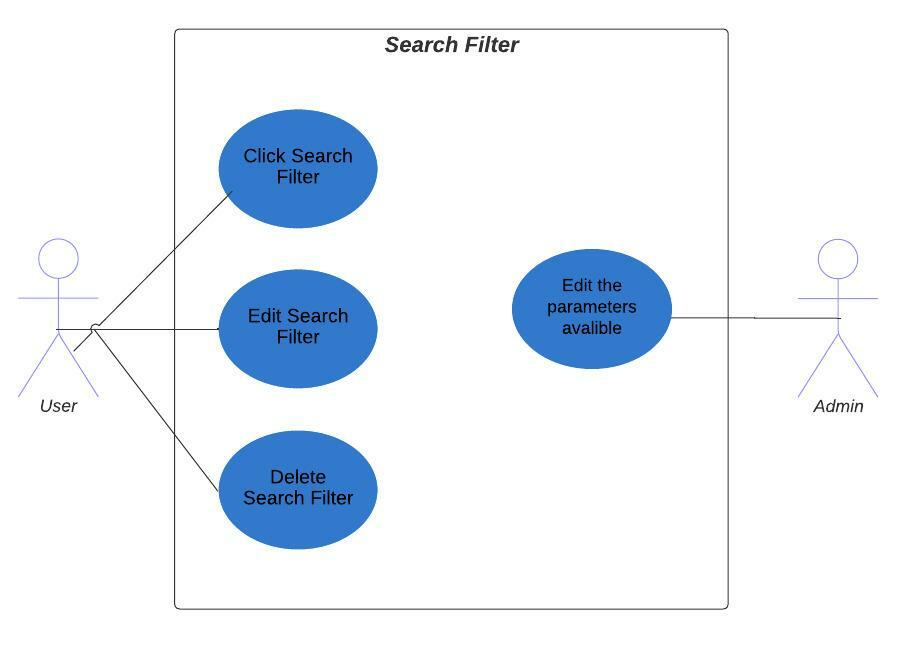 Search Filter
Click Search
Filter
Edit Search
Filter
Delete
Search Filter
Edit the
parameters
avalible
User
Admin